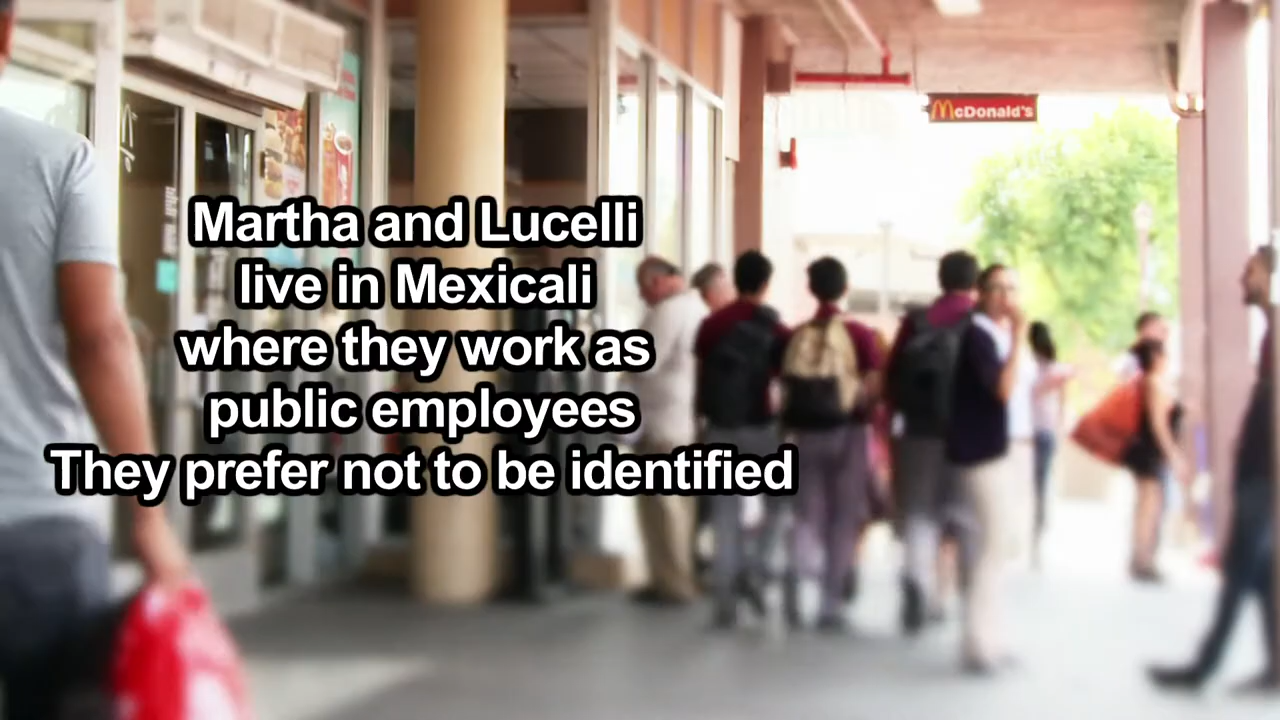 McDonald's
Martha and Lucelli
live in Mexicali
where they work as
public employees
They prefer not to be identified